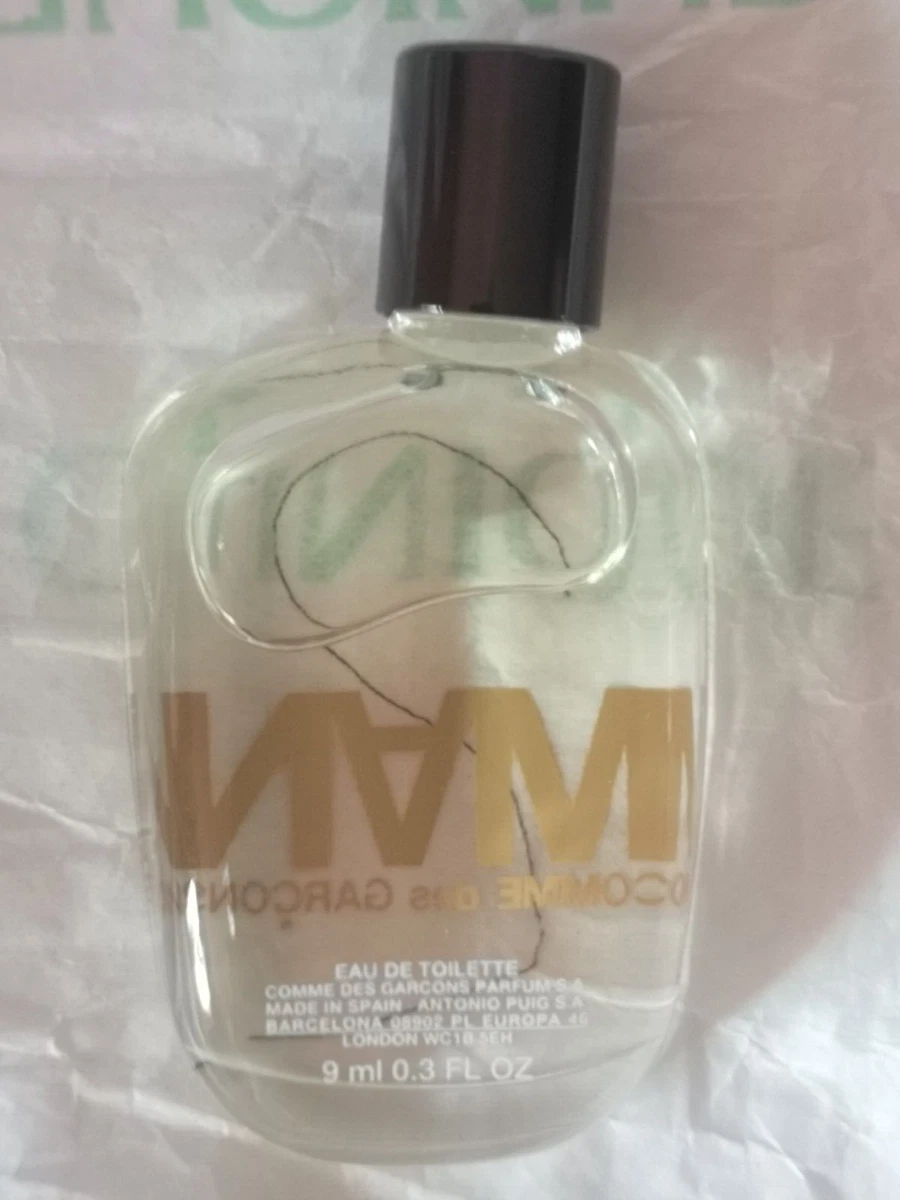 MAN
COMME des GARÇONS
EAU DE TOILETTE
COMME DES GARCONS PARFUM S.A
MADE IN SPAIN ANTONIO PUIG S.A
BARCELONA 08902 PL EUROPA 46
LONDON WC1B 5EH
9 ml 0.3 FL OZ